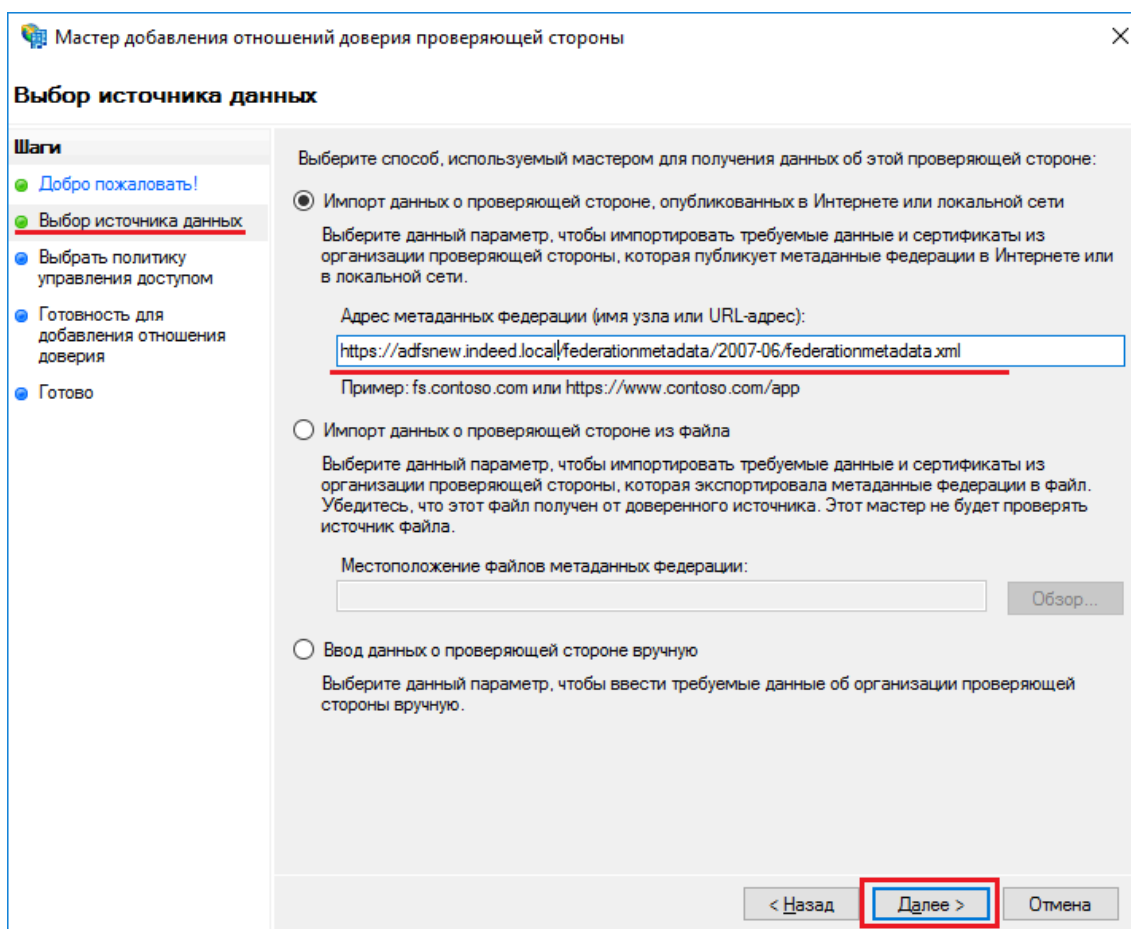 Мастер добавления отношений доверия проверяющей стороны
Выбор источника данных
Шаги
Добро пожаловать!
Выбор источника данных
Выбрать политику
управления доступом
Готовность для
добавления отношения
доверия
Готово
Выберите способ, используемый мастером для получения данных об этой проверяющей стороне:
Импорт данных о проверяющей стороне, опубликованных в Интернете или локальной сети
Выберите данный параметр, чтобы импортировать требуемые данные и сертификаты из
организации проверяющей стороны, которая публикует метаданные федерации в Интернете или
в локальной сети.
Адрес метаданных федерации (имя узла или URL-адрес):
https://adfsnew.indeed.local/federationmetadata/2007-06/federationmetadata.xml
Пример: fs.contoso.com или https://www.contoso.com/app
Импорт данных о проверяющей стороне из файла
Выберите данный параметр, чтобы импортировать требуемые данные и сертификаты из
организации проверяющей стороны, которая экспортировала метаданные федерации в файл.
Убедитесь, что этот файл получен от доверенного источника. Этот мастер не будет проверять
источник файла.
Местоположение файлов метаданных федерации:
Обзор...
Ввод данных о проверяющей стороне вручную
Выберите данный параметр, чтобы ввести требуемые данные об организации проверяющей
стороны вручную.
< Назад
Далее >
Отмена